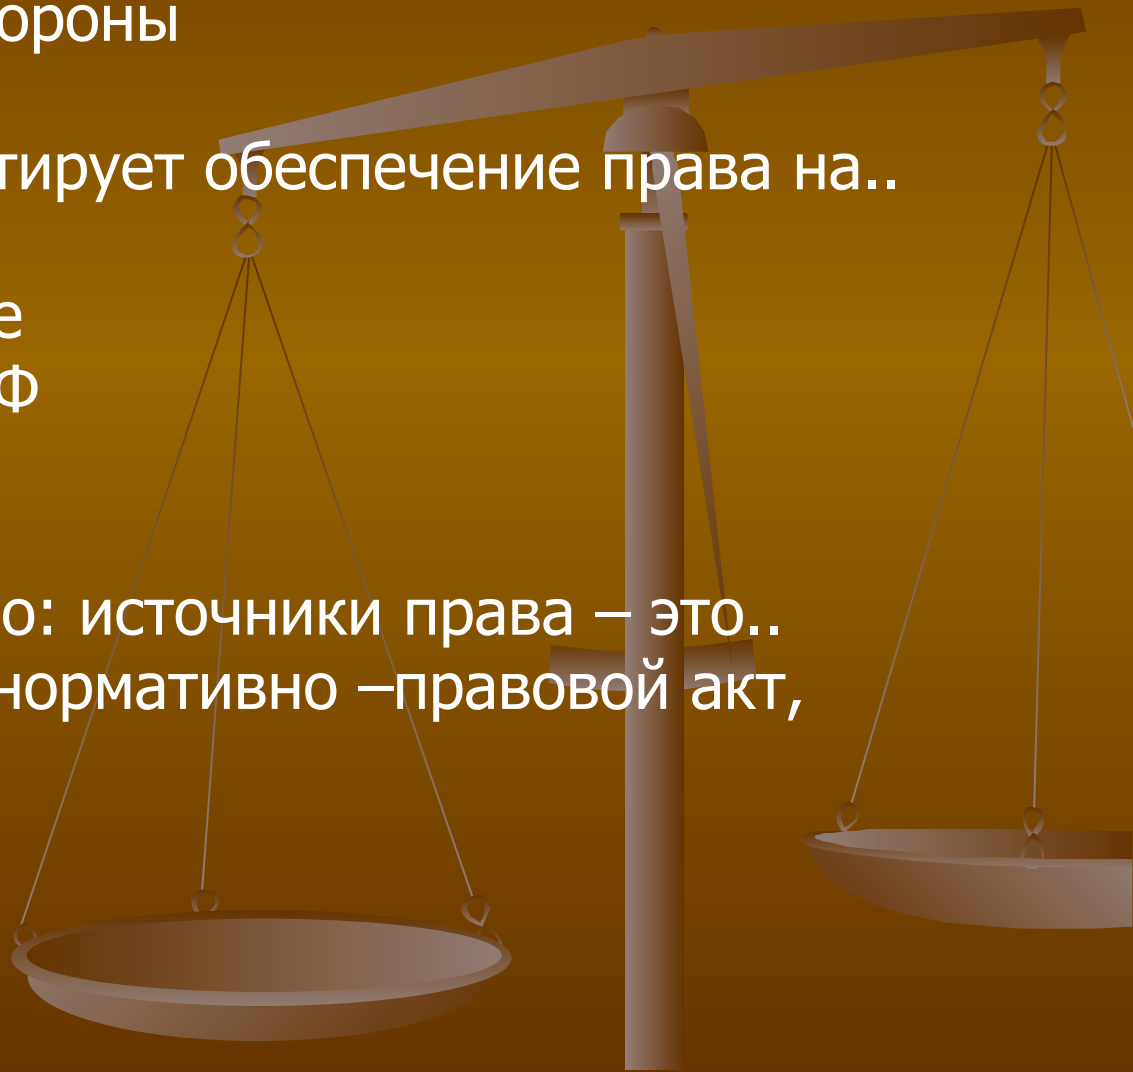 ороны
тирует обеспечение права на..
е
Ф
о: источники права – это..
нормативно –правовой акт,